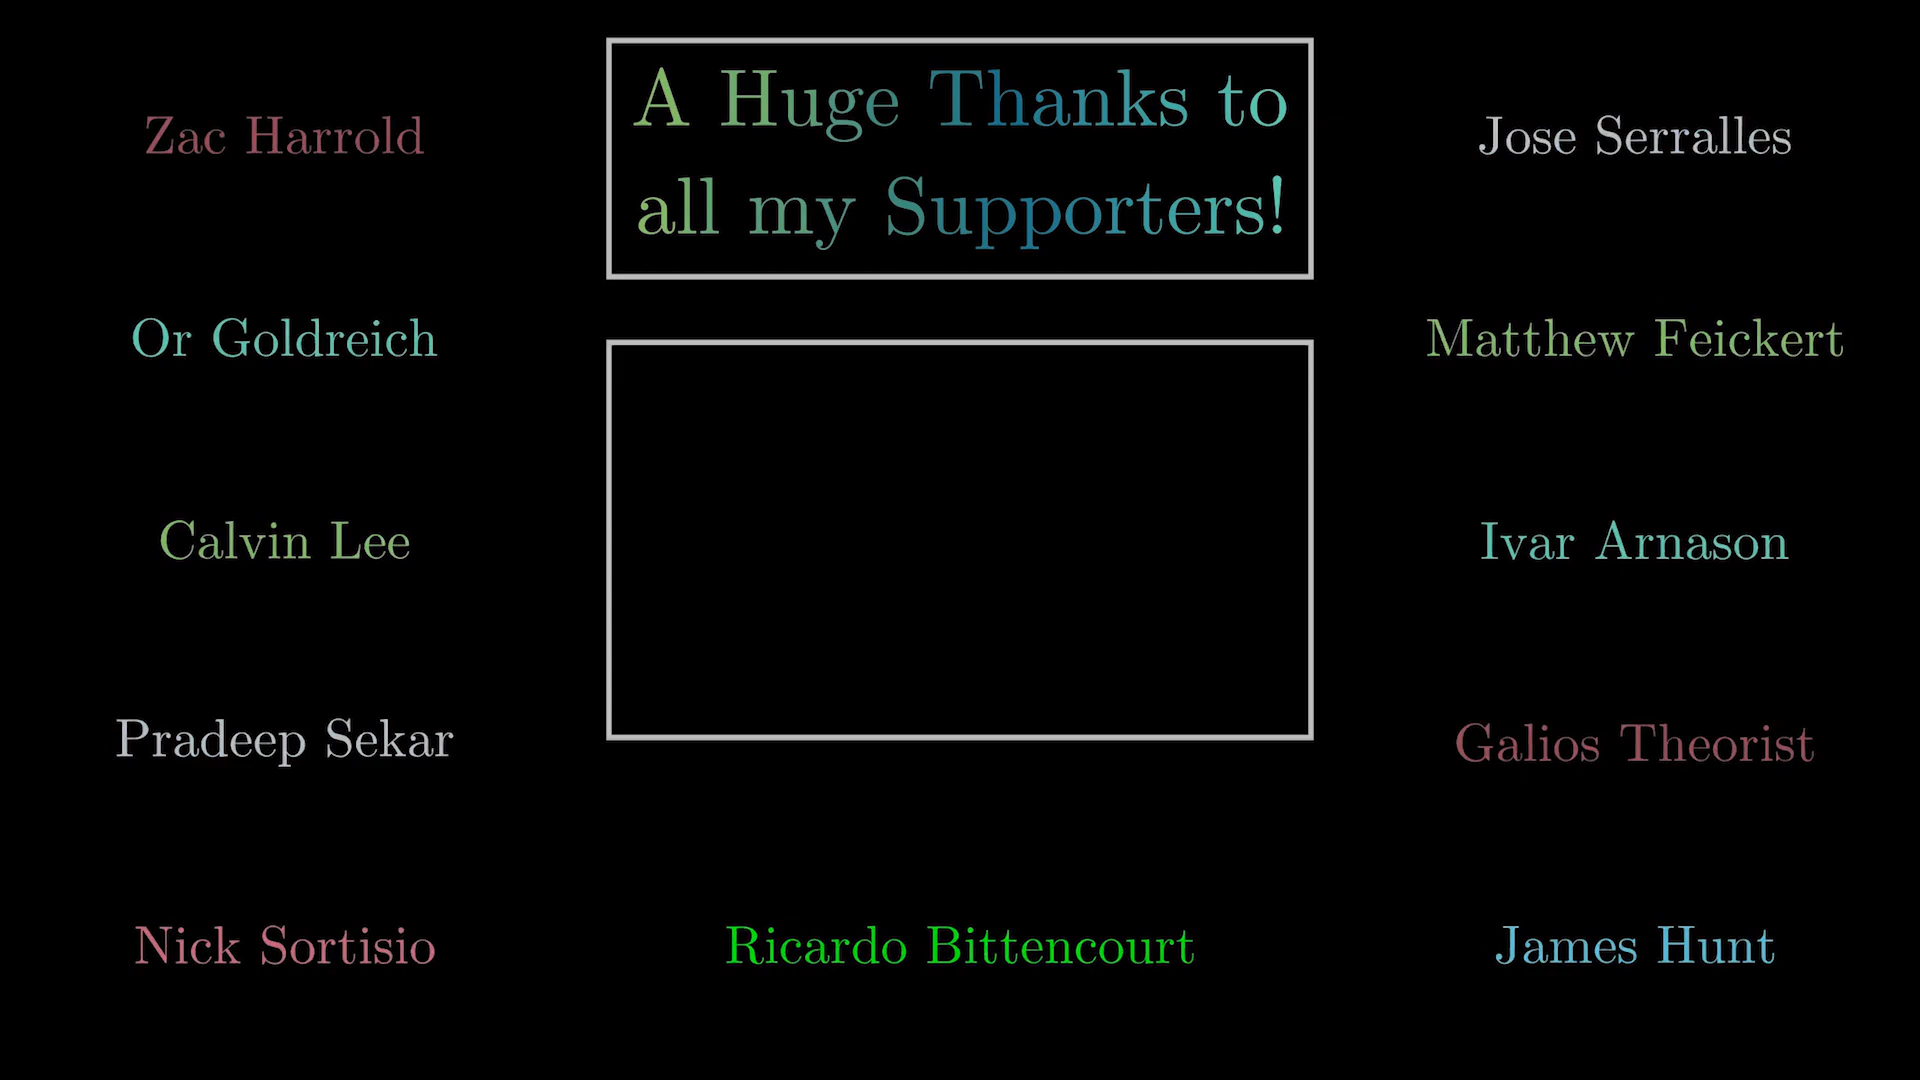 A Huge Thanks to
all my Supporters!
Zac Harrold
Jose Serralles
Or Goldreich
Matthew Feickert
Calvin Lee
Ivar Arnason
Pradeep Sekar
Galios Theorist
Nick Sortisio
Ricardo Bittencourt
James Hunt